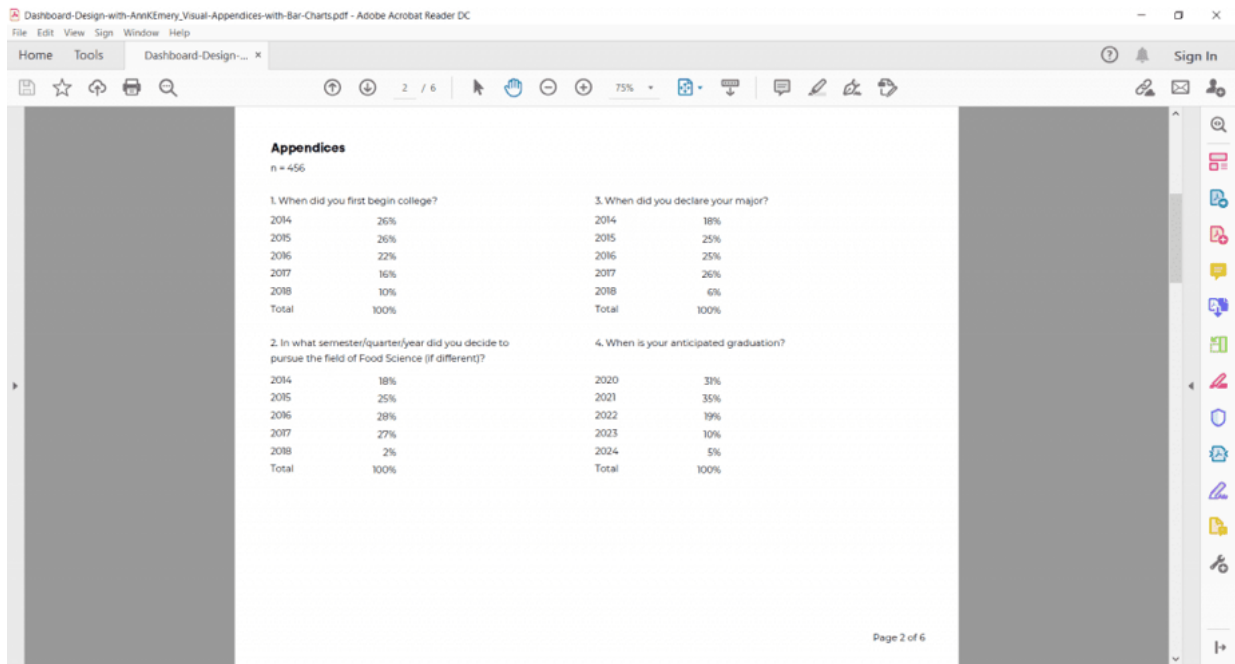 Dashboard-Design-with-AnnKEmery_Visual-Appendices-with-Bar-Charts.pdf - Adobe Acrobat Reader DC
File Edit View Sign Window Help
Home Tools Dashboard-Design-... × Sign In
2 / 6 75%
Appendices
n = 456
1. When did you first begin college?
2014 26%
2015 26%
2016 22%
2017 16%
2018 10%
Total 100%
2. In what semester/quarter/year did you decide to
pursue the field of Food Science (if different)?
2014 18%
2015 25%
2016 28%
2017 27%
2018 2%
Total 100%
3. When did you declare your major?
2014 18%
2015 25%
2016 25%
2017 26%
2018 6%
Total 100%
4. When is your anticipated graduation?
2020 31%
2021 35%
2022 19%
2023 10%
2024 5%
Total 100%
Page 2 of 6